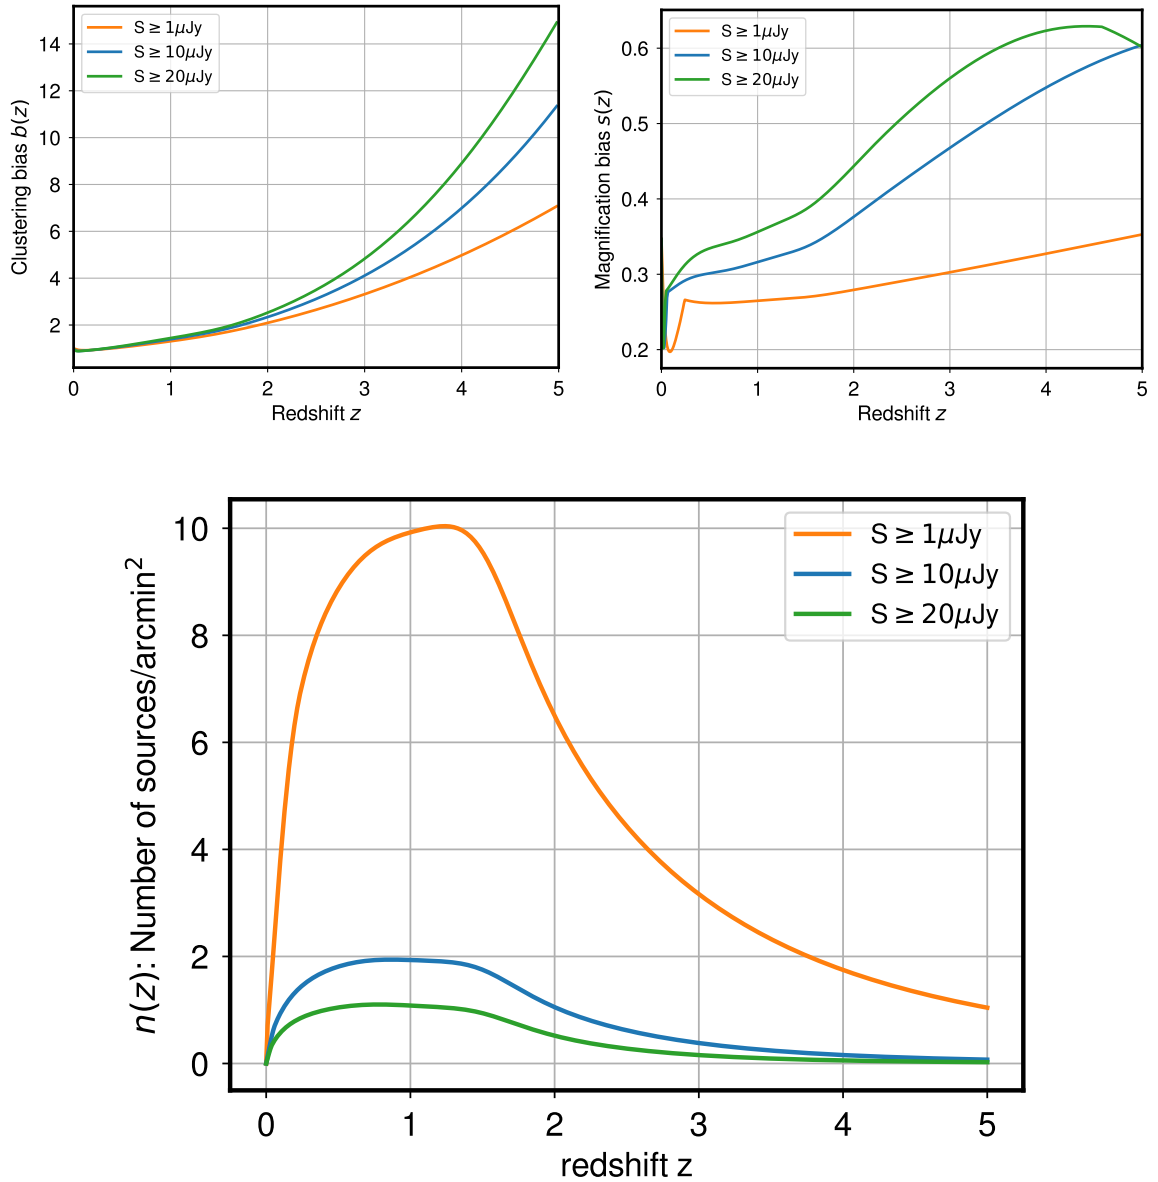 S ≥ 1μJy
S ≥ 10μJy
S ≥ 20μJy
14
12
10
8
6
4
2
Clustering bias b(z)
0 1 2 3 4 5
Redshift z
S ≥ 1μJy
S ≥ 10μJy
S ≥ 20μJy
0.6
0.5
0.4
0.3
0.2
Magnification bias s(z)
0 1 2 3 4 5
Redshift z
S ≥ 1μJy
S ≥ 10μJy
S ≥ 20μJy
10
8
6
4
2
0
n(z): Number of sources/arcmin²
0 1 2 3 4 5
redshift z